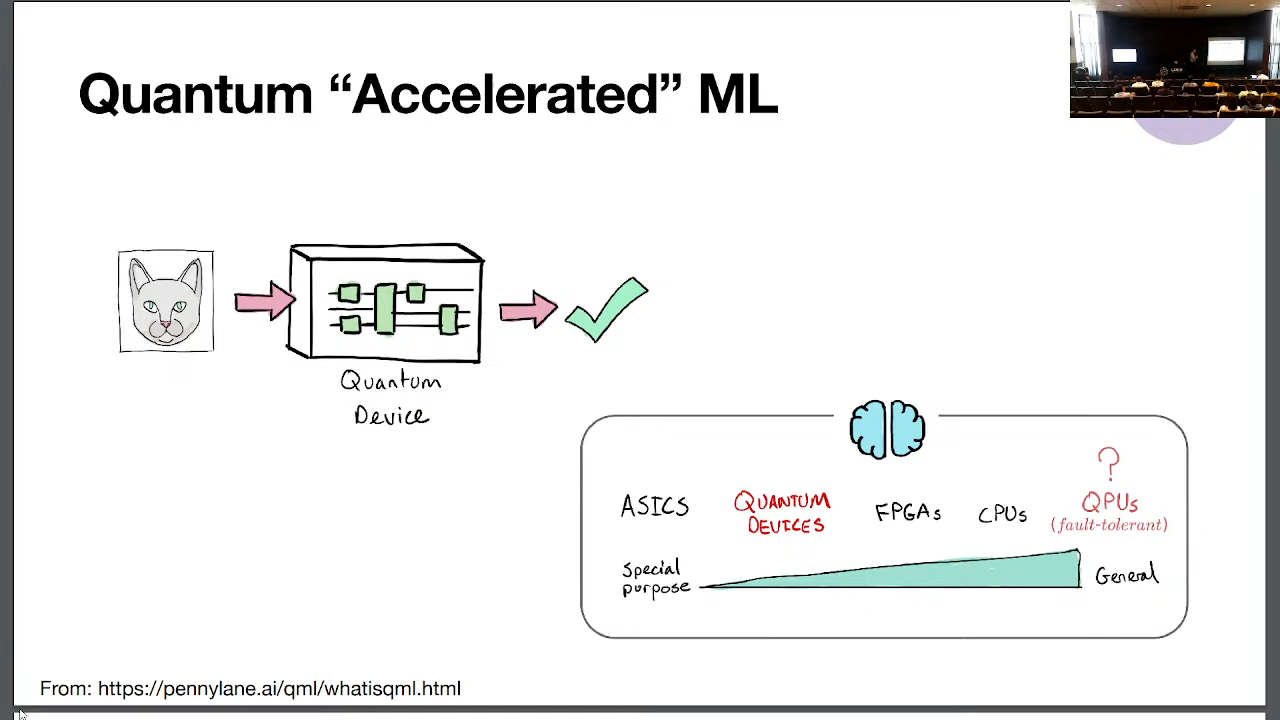 Quantum “Accelerated” ML
Quantum
Device
?
ASICS
QUANTUM
DEVICES
FPGAs
CPUs
QPUs
(fault-tolerant)
Special
purpose
General
From: https://pennylane.ai/qml/whatisqml.html